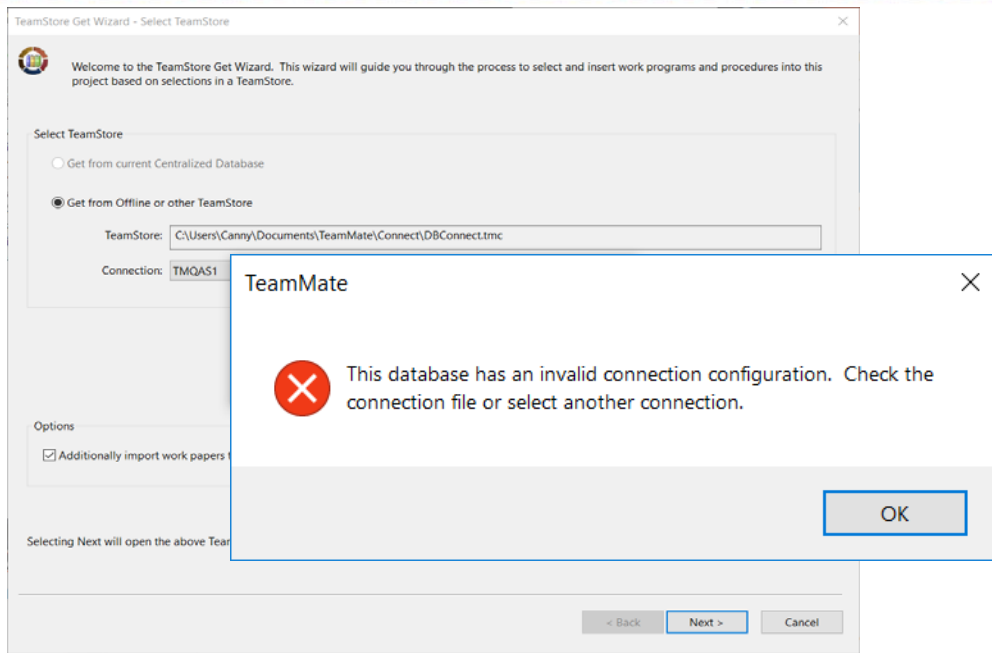 TeamStore Get Wizard - Select TeamStore
Welcome to the TeamStore Get Wizard. This wizard will guide you through the process to select and insert work programs and procedures into this
project based on selections in a TeamStore.
Select TeamStore
Get from current Centralized Database
Get from Offline or other TeamStore
TeamStore: C:\Users\Canny\Documents\TeamMate\Connect\DBConnect.tmc
Connection: TMQAS1
TeamMate
This database has an invalid connection configuration. Check the
connection file or select another connection.
OK
Options
Additionally import work papers
Selecting Next will open the above Tear
< Back
Next >
Cancel